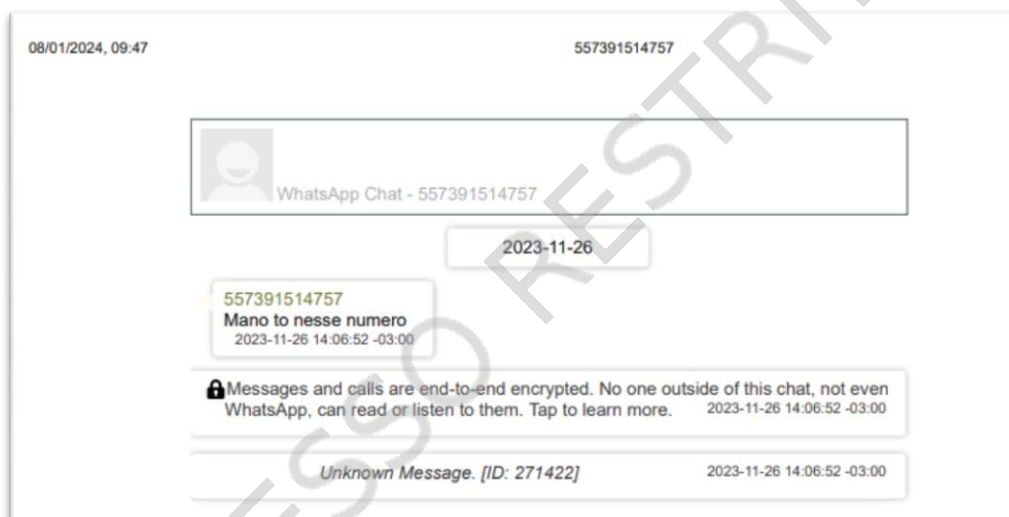 08/01/2024, 09:47 557391514757
WhatsApp Chat - 557391514757
2023-11-26
557391514757
Mano to nesse numero
2023-11-26 14:06:52 -03:00
Messages and calls are end-to-end encrypted. No one outside of this chat, not even
WhatsApp, can read or listen to them. Tap to learn more. 2023-11-26 14:06:52 -03:00
Unknown Message. [ID: 271422] 2023-11-26 14:06:52 -03:00
ESSO RESTRI